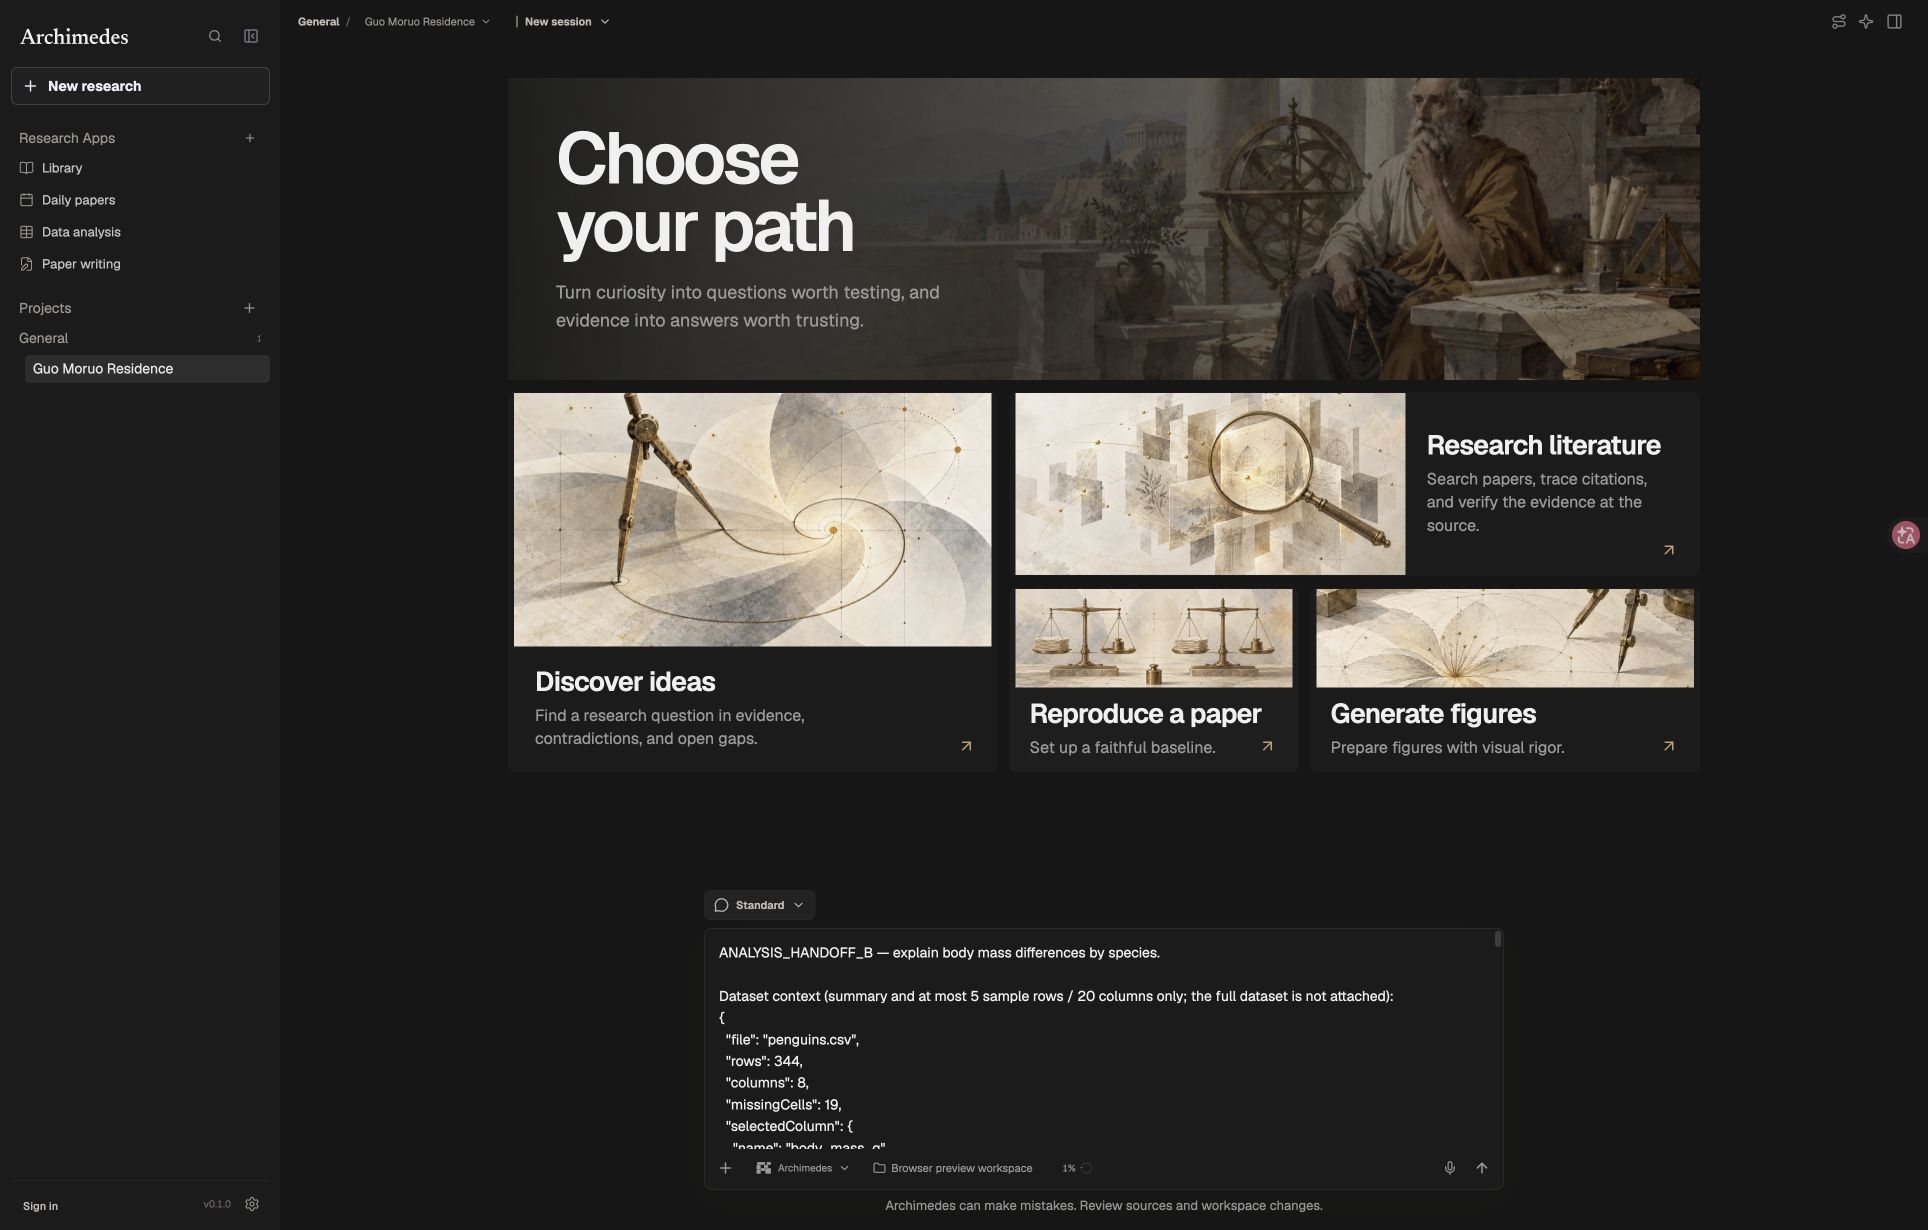 Archimedes
New research
Research Apps
Library
Daily papers
Data analysis
Paper writing
Projects
General 1
Guo Moruo Residence
Sign in
v0.1.0
General / Guo Moruo Residence | New session
Choose
your path
Turn curiosity into questions worth testing, and
evidence into answers worth trusting.
Discover ideas
Find a research question in evidence,
contradictions, and open gaps.
Research literature
Search papers, trace citations,
and verify the evidence at the
source.
Reproduce a paper
Set up a faithful baseline.
Generate figures
Prepare figures with visual rigor.
Standard
ANALYSIS_HANDOFF_B — explain body mass differences by species.
Dataset context (summary and at most 5 sample rows / 20 columns only; the full dataset is not attached):
{
"file": "penguins.csv",
"rows": 344,
"columns": 8,
"missingCells": 19,
"selectedColumn": {
"name": "body_mass_g"
Archimedes
Browser preview workspace
1%
Archimedes can make mistakes. Review sources and workspace changes.